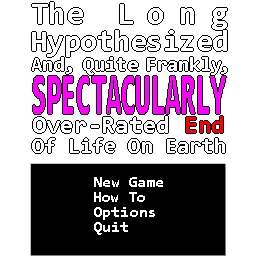 The Long
Hypothesized
And, Quite Frankly,
SPECTACULARLY
Over-Rated End
Of Life On Earth
New Game
How To
Options
Quit